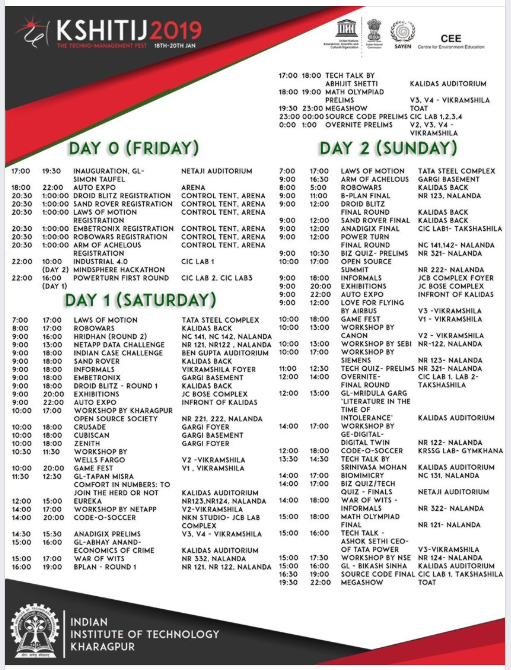 KSHITIJ2019
THE TECHNO-MANAGEMENT FEST 18TH-20TH JAN
SAYEN
CEE
Centre for Environment Education
DAY 0 (FRIDAY)
17:00 19:30 INAUGURATION, GL- NETAJI AUDITORIUM
SIMON TAUFEL
18:00 22:00 AUTO EXPO ARENA
20:30 1:00:00 DROID BLITZ REGISTRATION CONTROL TENT, ARENA
20:30 1:00:00 SAND ROVER REGISTRATION CONTROL TENT, ARENA
20:30 1:00:00 LAWS OF MOTION CONTROL TENT, ARENA
REGISTRATION
20:30 1:00:00 EMBETRONIX REGISTRATION CONTROL TENT, ARENA
20:30 1:00:00 ROBOWARS REGISTRATION CONTROL TENT, ARENA
20:30 1:00:00 ARM OF ACHELOUS CONTROL TENT, ARENA
REGISTRATION
22:00 10:00 INDUSTRIAL 4.0 CIC LAB 1
(DAY 2) MINDSPHERE HACKATHON
22:00 16:00 POWERTURN FIRST ROUND CIC LAB 2, CIC LAB3
(DAY 1)
DAY 1 (SATURDAY)
7:00 17:00 LAWS OF MOTION TATA STEEL COMPLEX
8:00 17:00 ROBOWARS KALIDAS BACK
9:00 16:00 HRIDHAN (ROUND 2) NC 141, NC 142, NALANDA
9:00 13:00 NETAPP DATA CHALLENGE NR 121, NR122 , NALANDA
9:00 18:00 INDIAN CASE CHALLENGE BEN GUPTA AUDITORIUM
9:00 18:00 SAND ROVER KALIDAS BACK
9:00 18:00 INFORMALS VIKRAMSHILA FOYER
9:00 18:00 EMBETRONIX GARGI BASEMENT
9:00 18:00 DROID BLITZ - ROUND 1 KALIDAS BACK
9:00 20:00 EXHIBITIONS JC BOSE COMPLEX
9:00 22:00 AUTO EXPO INFRONT OF KALIDAS
10:00 17:00 WORKSHOP BY KHARAGPUR
OPEN SOURCE SOCIETY NR 221, 222, NALANDA
10:00 18:00 CRUSADE GARGI FOYER
10:00 18:00 CUBISCAN GARGI BASEMENT
10:00 18:00 ZENITH GARGI FOYER
10:30 11:30 WORKSHOP BY
WELLS FARGO V2 -VIKRAMSHILA
10:00 20:00 GAME FEST V1 , VIKRAMSHILA
11:30 12:30 GL-TAPAN MISRA
COMFORT IN NUMBERS: TO
JOIN THE HERD OR NOT KALIDAS AUDITORIUM
12:00 15:00 EUREKA NR123,NR124, NALANDA
14:00 17:00 WORKSHOP BY NETAPP V2-VIKRAMSHILA
14:00 20:00 CODE-O-SOCCER NKN STUDIO- JCB LAB
COMPLEX
14:30 15:30 ANADIGIX PRELIMS V3, V4 - VIKRAMSHILA
15:00 16:00 GL-ABHAY ANAND-
ECONOMICS OF CRIME KALIDAS AUDITORIUM
15:00 17:00 WAR OF WITS NR 332, NALANDA
16:00 19:00 BPLAN - ROUND 1 NR 121, NR 122, NALANDA
17:00 18:00 TECH TALK BY
ABHIJIT SHETTI KALIDAS AUDITORIUM
18:00 19:00 MATH OLYMPIAD
PRELIMS V3, V4 - VIKRAMSHILA
19:30 23:00 MEGASHOW TOAT
23:00 00:00 SOURCE CODE PRELIMS CIC LAB 1,2,3,4
0:00 1:00 OVERNITE PRELIMS V2, V3, V4 -
VIKRAMSHILA
DAY 2 (SUNDAY)
7:00 17:00 LAWS OF MOTION TATA STEEL COMPLEX
9:00 16:30 ARM OF ACHELOUS GARGI BASEMENT
8:00 5:00 ROBOWARS KALIDAS BACK
9:00 11:00 B-PLAN FINAL NR 123, NALANDA
9:00 12:00 DROID BLITZ
FINAL ROUND KALIDAS BACK
9:00 12:00 SAND ROVER FINAL KALIDAS BACK
9:00 12:00 ANADIGIX FINAL CIC LAB1- TAKSHASHILA
9:00 12:00 POWER TURN
FINAL ROUND NC 141,142- NALANDA
9:00 10:30 BIZ QUIZ- PRELIMS NR 321- NALANDA
10:00 17:00 OPEN SOURCE
SUMMIT NR 222- NALANDA
9:00 18:00 INFORMALS JCB COMPLEX FOYER
9:00 20:00 EXHIBITIONS JC BOSE COMPLEX
9:00 22:00 AUTO EXPO INFRONT OF KALIDAS
9:00 12:00 LOVE FOR FLYING
BY AIRBUS V3 -VIKRAMSHILA
10:00 18:00 GAME FEST V1 - VIKRAMSHILA
10:00 13:00 WORKSHOP BY
CANON V2 - VIKRAMSHILA
10:00 13:00 WORKSHOP BY SEBI NR-122, NALANDA
10:00 17:00 WORKSHOP BY
SIEMENS NR 123- NALANDA
11:00 12:30 TECH QUIZ- PRELIMS NR 321- NALANDA
12:00 14:00 OVERNITE- CIC LAB 1, LAB 2-
FINAL ROUND TAKSHASHILA
12:00 13:00 GL-MRIDULA GARG
"LITERATURE IN THE
TIME OF
INTOLERANCE" KALIDAS AUDITORIUM
14:00 17:00 WORKSHOP BY
GE-DIGITAL-
DIGITAL TWIN NR 122- NALANDA
12:00 18:00 CODE-O-SOCCER KRSSG LAB- GYMKHANA
13:30 14:30 TECH TALK BY
SRINIVASA MOHAN KALIDAS AUDITORIUM
14:00 17:00 BIOMIMICRY NC 131, NALANDA
14:00 17:00 BIZ QUIZ/TECH
QUIZ - FINALS NETAJI AUDITORIUM
14:00 18:00 WAR OF WITS -
INFORMALS NR 322- NALANDA
15:00 18:00 MATH OLYMPIAD
FINAL NR 121- NALANDA
15:00 16:00 TECH TALK -
ASHOK SETHI CEO-
OF TATA POWER V3-VIKRAMSHILA
15:00 17:30 WORKSHOP BY NSE NR 124- NALANDA
15:00 16:00 GL - BIKASH SINHA KALIDAS AUDITORIUM
16:30 19:00 SOURCE CODE FINAL CIC LAB 1, TAKSHASHILA
19:30 22:00 MEGASHOW TOAT
INDIAN
INSTITUTE OF TECHNOLOGY
KHARAGPUR